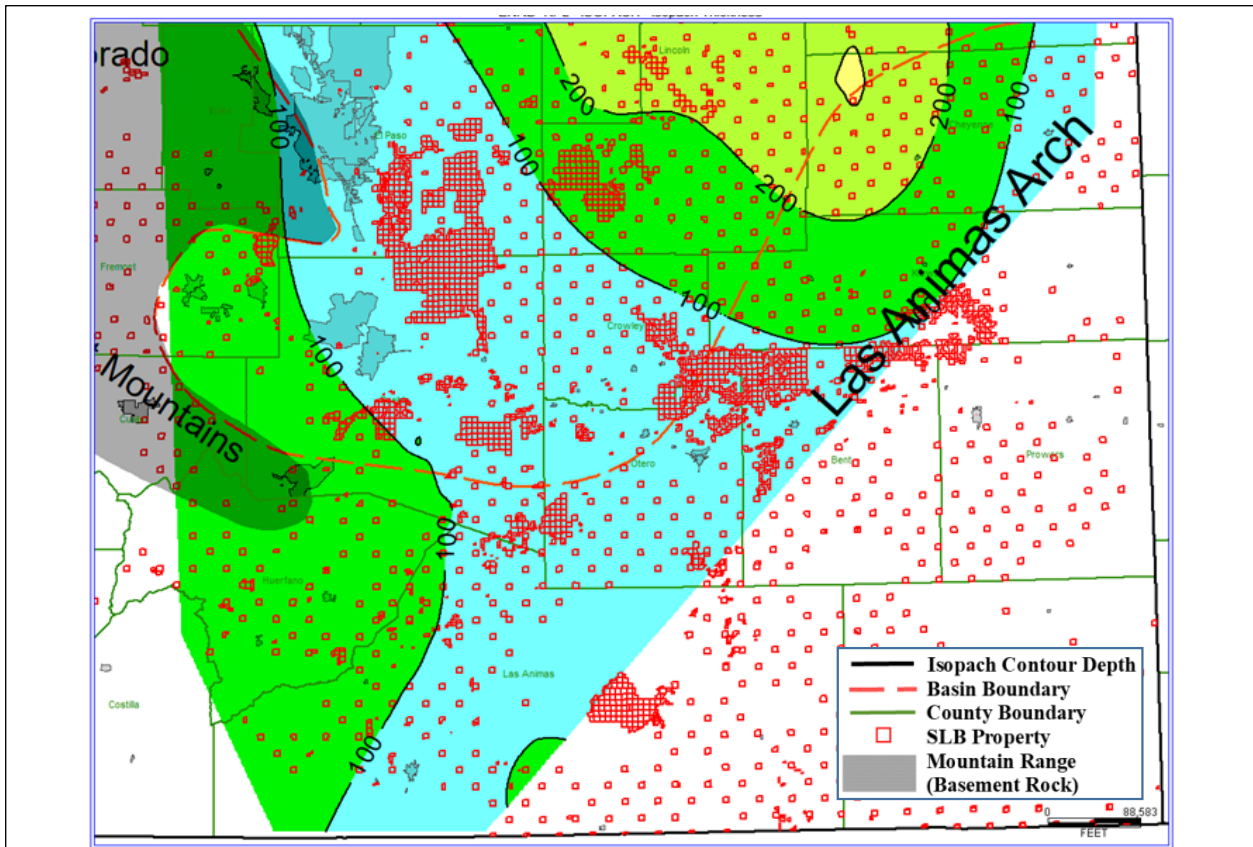 orado
Lincoln
El Paso
Cheyenne
200
200
200
100
100
100
Las Animas Arch
Fremont
100
Crowley
100
Mountains
Otero
Bent
Prowers
100
Huerfano
Las Animas
Costilla
100
Isopach Contour Depth
Basin Boundary
County Boundary
SLB Property
Mountain Range
(Basement Rock)
0 88,583
FEET